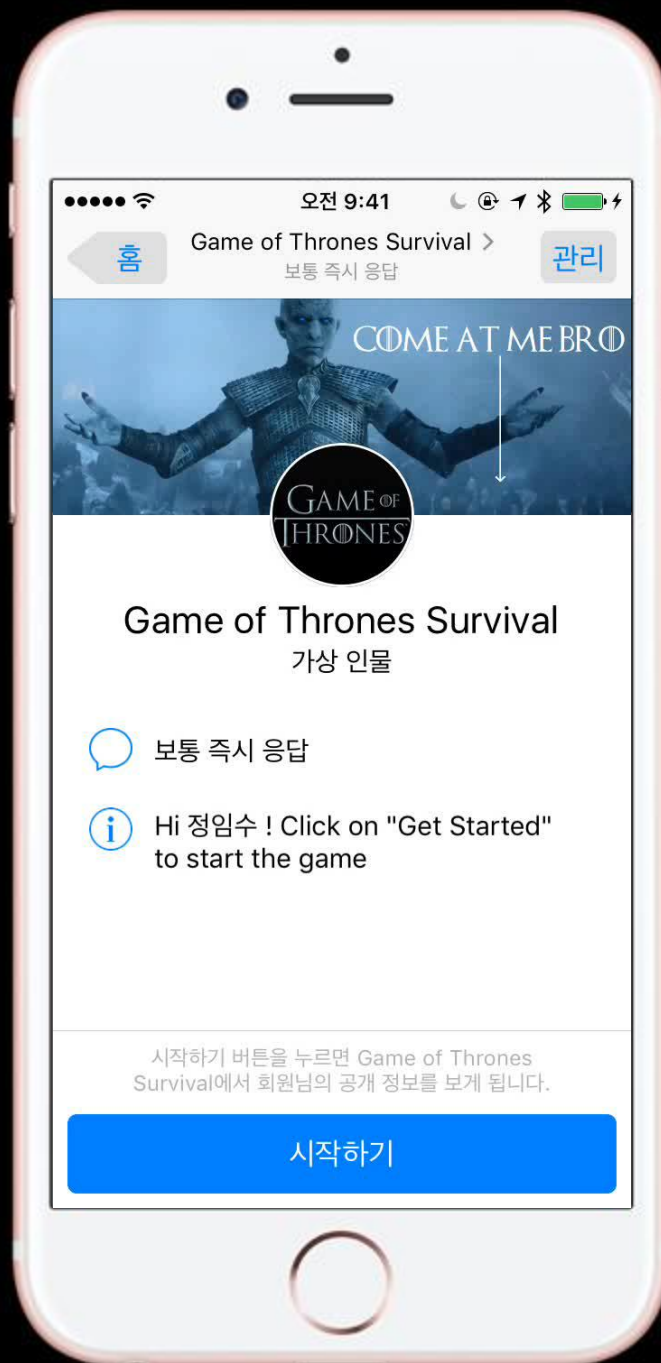 오전 9:41
홈
Game of Thrones Survival >
보통 즉시 응답
관리
COME AT ME BRO
GAME OF
THRONES
Game of Thrones Survival
가상 인물
보통 즉시 응답
Hi 정임수 ! Click on "Get Started"
to start the game
시작하기 버튼을 누르면 Game of Thrones
Survival에서 회원님의 공개 정보를 보게 됩니다.
시작하기